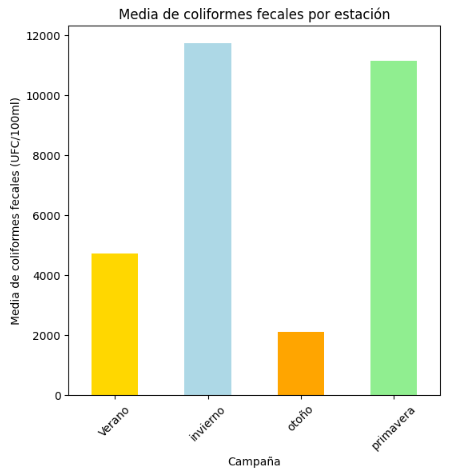 Media de coliformes fecales por estación
Media de coliformes fecales (UFC/100ml)
12000
10000
8000
6000
4000
2000
0
Verano
invierno
otoño
primavera
Campaña